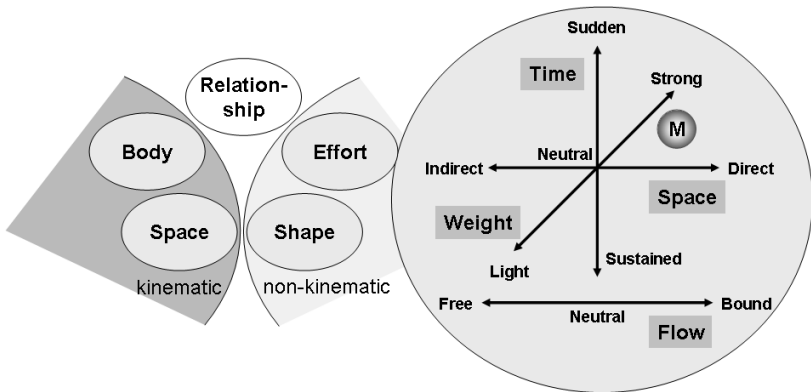 Relation-
ship
Body
Effort
Space
Shape
kinematic
non-kinematic
Sudden
Time
Strong
M
Neutral
Indirect
Direct
Space
Weight
Light
Sustained
Free
Neutral
Bound
Flow